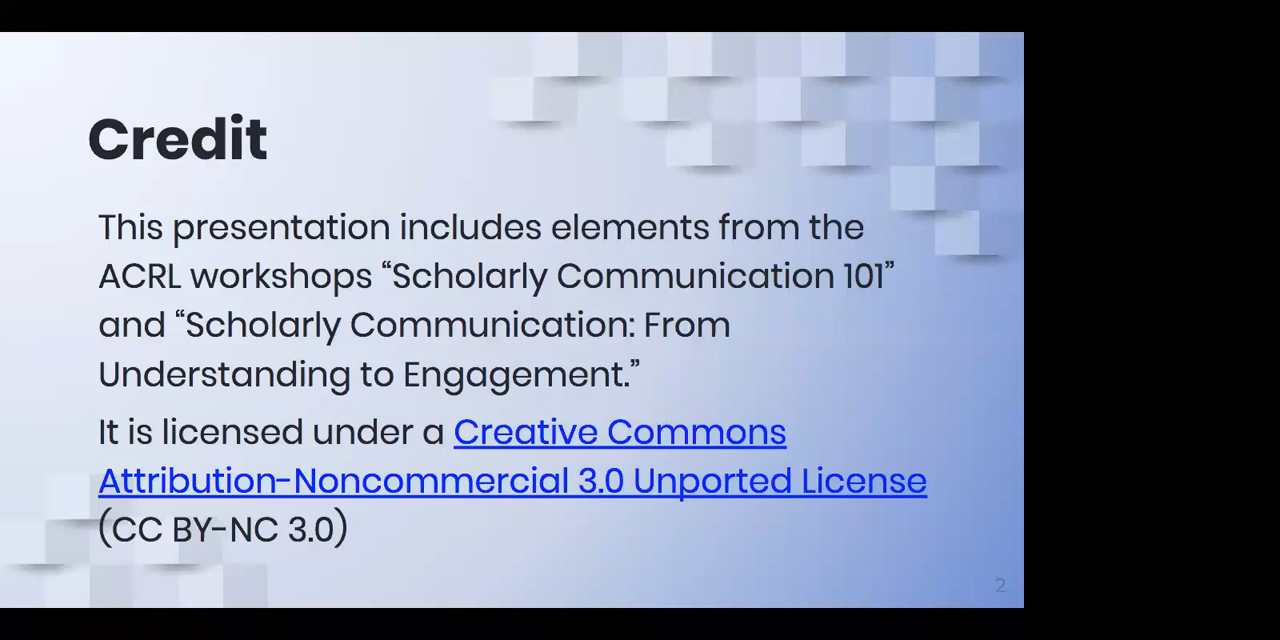 Credit
This presentation includes elements from the
ACRL workshops “Scholarly Communication 101”
and “Scholarly Communication: From
Understanding to Engagement.”
It is licensed under a Creative Commons
Attribution-Noncommercial 3.0 Unported License
(CC BY-NC 3.0)
2